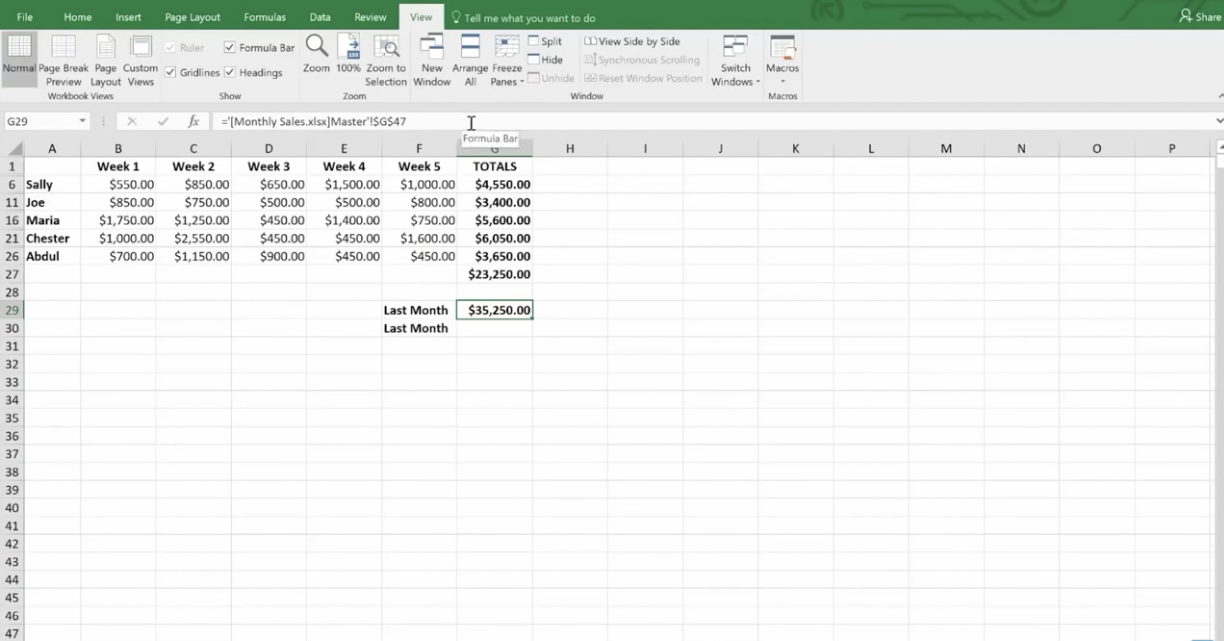 File Home Insert Page Layout Formulas Data Review View Tell me what you want to do Share
Normal Page Break Preview Page Layout Custom Views
Workbook Views
Ruler Formula Bar
Gridlines Headings
Show
Zoom 100% Zoom to Selection
Zoom
New Window Arrange All Freeze Panes
Split
Hide
Unhide
View Side by Side
Synchronous Scrolling
Reset Window Position
Window
Switch Windows
Macros
Macros
G29 fx ='[Monthly Sales.xlsx]Master'!$G$47
Formula Bar
A B C D E F G H I J K L M N O P
1 Week 1 Week 2 Week 3 Week 4 Week 5 TOTALS
6 Sally $550.00 $850.00 $650.00 $1,500.00 $1,000.00 $4,550.00
11 Joe $850.00 $750.00 $500.00 $500.00 $800.00 $3,400.00
16 Maria $1,750.00 $1,250.00 $450.00 $1,400.00 $750.00 $5,600.00
21 Chester $1,000.00 $2,550.00 $450.00 $450.00 $1,600.00 $6,050.00
26 Abdul $700.00 $1,150.00 $900.00 $450.00 $450.00 $3,650.00
27 $23,250.00
28
29 Last Month $35,250.00
30 Last Month
31
32
33
34
35
36
37
38
39
40
41
42
43
44
45
46
47